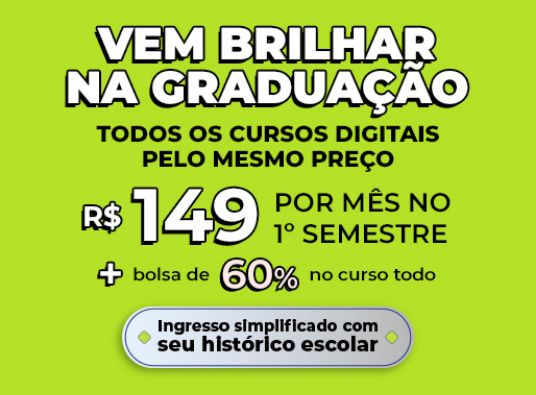 VEM BRILHAR
NA GRADUAÇÃO
TODOS OS CURSOS DIGITAIS
PELO MESMO PREÇO
R$ 149 POR MÊS NO
1º SEMESTRE
+ bolsa de 60% no curso todo
Ingresso simplificado com
seu histórico escolar